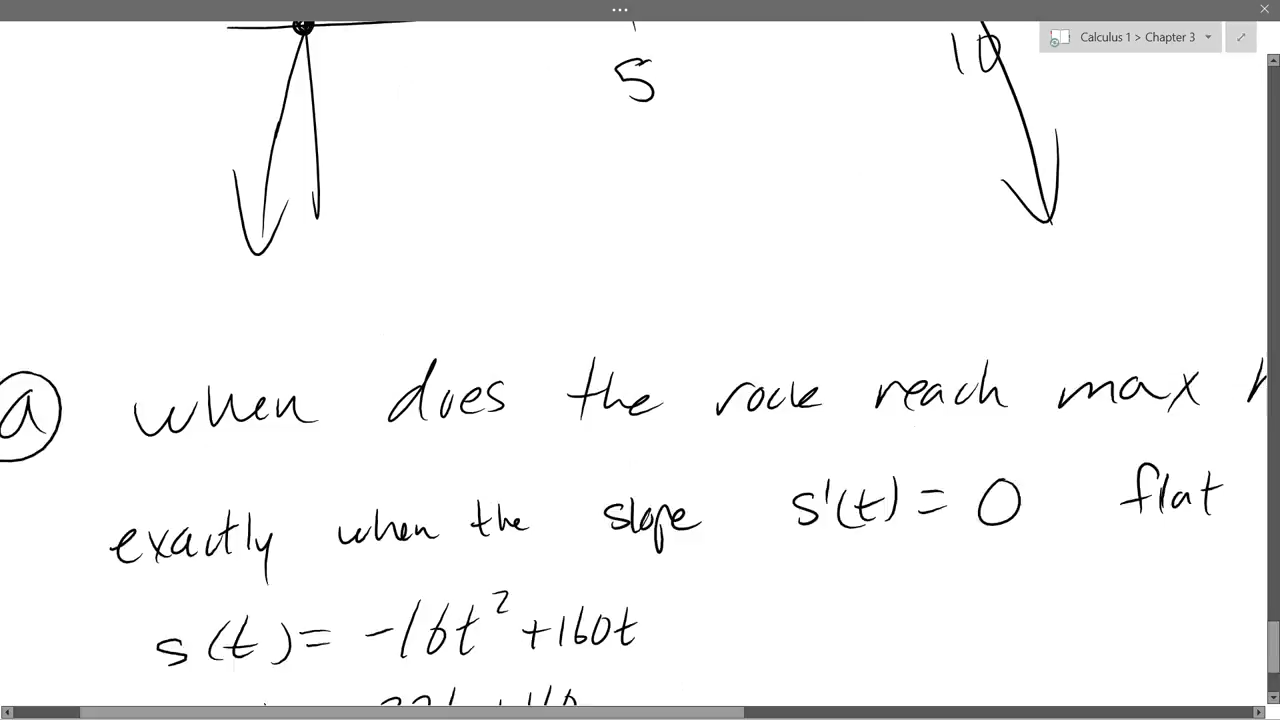 Calculus 1 > Chapter 3
5
10
a when does the rock reach max
exactly when the slope s'(t) = 0 flat
s(t) = -16t² + 160t